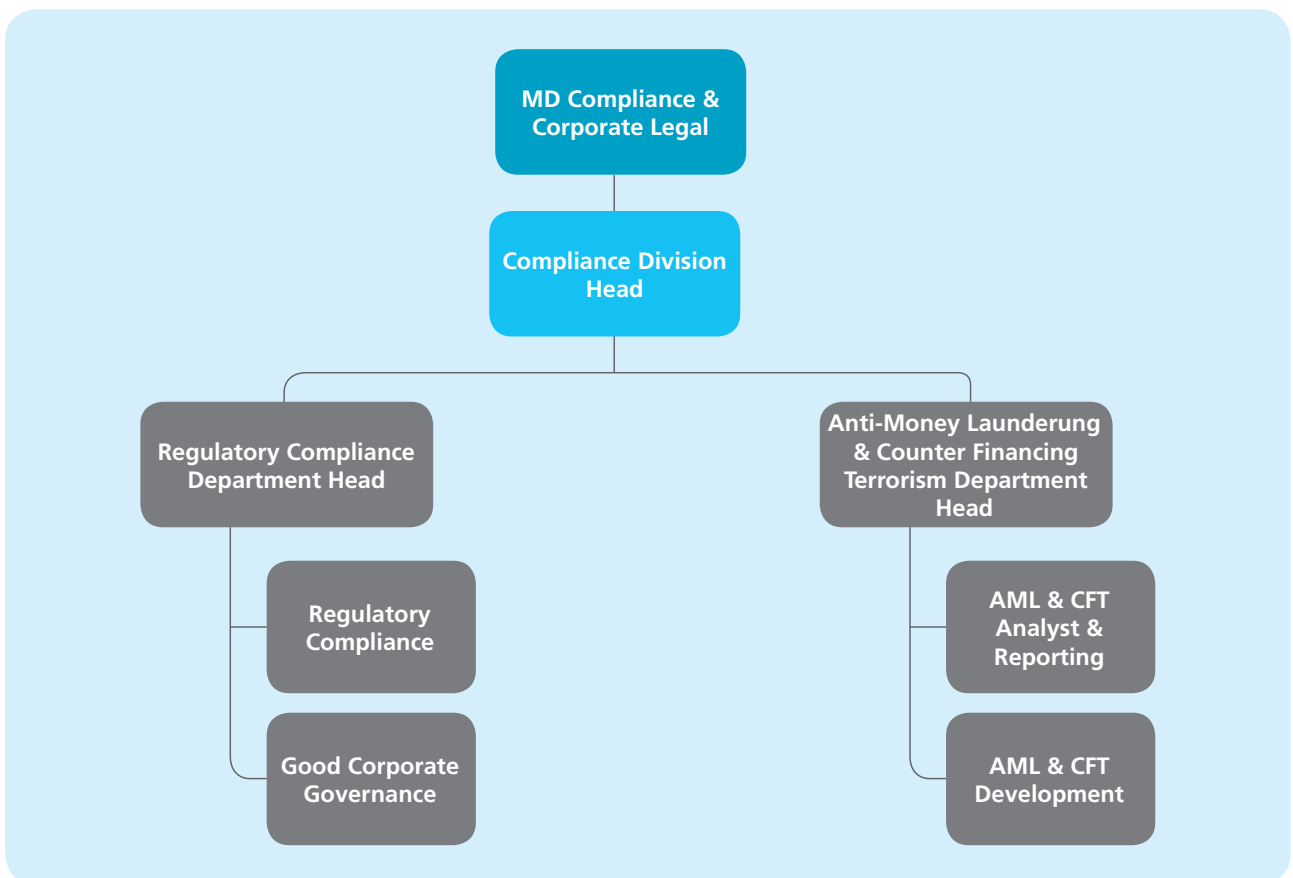 MD Compliance &
Corporate Legal
Compliance Division
Head
Regulatory Compliance
Department Head
Anti-Money Launderung
& Counter Financing
Terrorism Department
Head
Regulatory
Compliance
Good Corporate
Governance
AML & CFT
Analyst &
Reporting
AML & CFT
Development